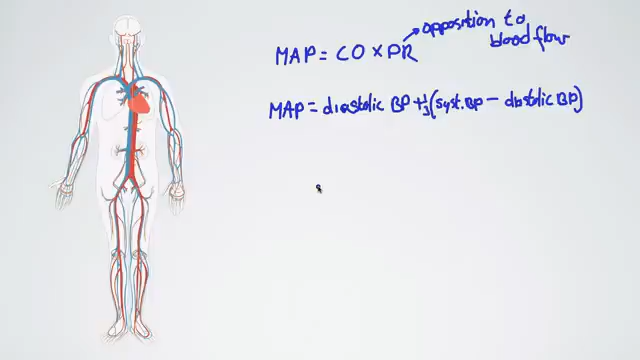 MAP = CO × PR → opposition to
blood flow
MAP = diastolic BP + 1/3 (syst. BP - diastolic BP)